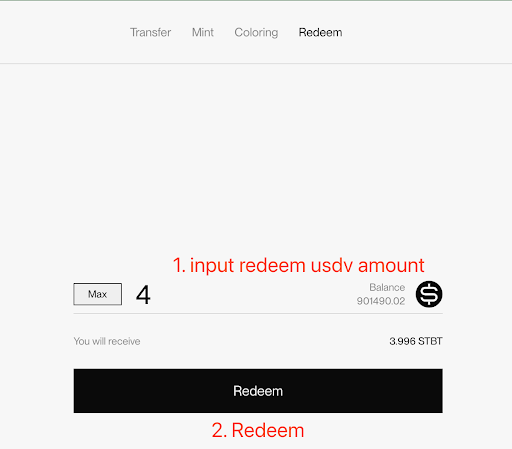 Transfer Mint Coloring Redeem
1. input redeem usdv amount
Max 4 Balance
901490.02
You will receive 3.996 STBT
Redeem
2. Redeem